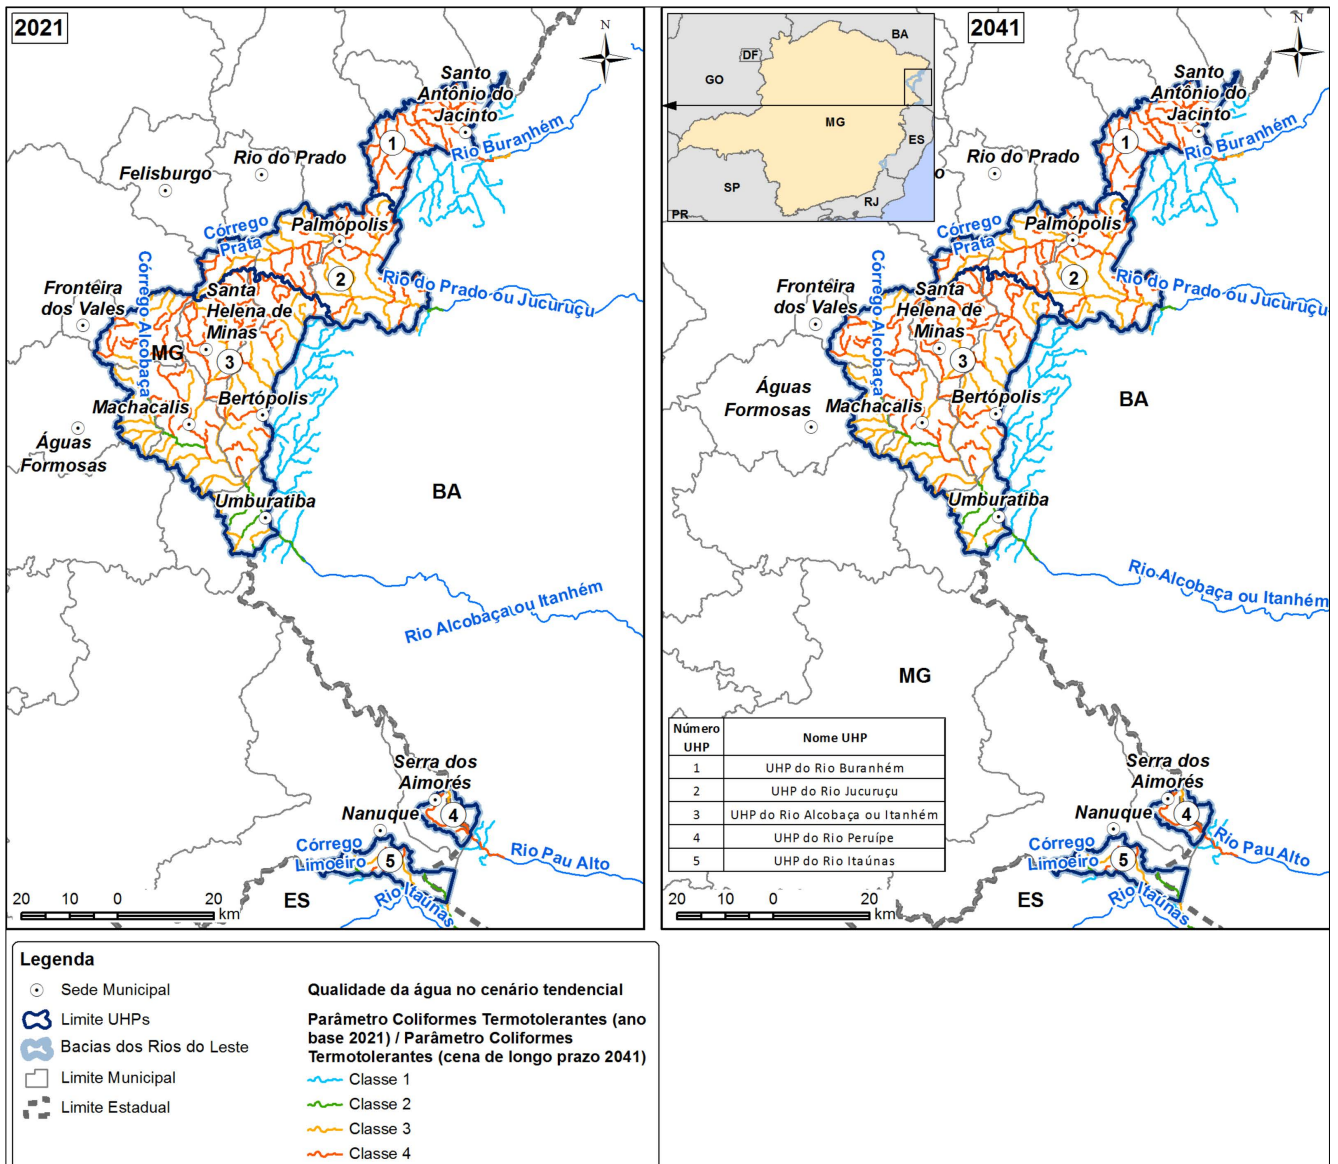 2021
N
Santo
Antônio do
Jacinto
1
Rio Buranhém
Rio do Prado
Felisburgo
Palmópolis
Córrego
Prata
2
Rio do Prado ou Jucuruçu
Córrego Alcobaça
Fronteira
dos Vales
Santa
Helena de
Minas
MG
3
Bertópolis
Machacalis
Águas
Formosas
BA
Umburatiba
Rio Alcobaça ou Itanhém
Serra dos
Aimorés
4
Nanuque
Córrego
Limoeiro
5
Rio Pau Alto
Rio Itaúnas
ES
20 10 0 20
km
2041
N
BA
DF
GO
MG
ES
SP
RJ
PR
Santo
Antônio do
Jacinto
1
Rio Buranhém
Rio do Prado
o
Palmópolis
Córrego
Prata
2
Rio do Prado ou Jucuruçu
Córrego Alcobaça
Fronteira
dos Vales
Santa
Helena de
Minas
3
Águas
Formosas
Machacalis
Bertópolis
BA
Umburatiba
Rio Alcobaça ou Itanhém
MG
Número UHP Nome UHP
1 UHP do Rio Buranhém
2 UHP do Rio Jucuruçu
3 UHP do Rio Alcobaça ou Itanhém
4 UHP do Rio Peruípe
5 UHP do Rio Itaúnas
Serra dos
Aimorés
4
Nanuque
Córrego
Limoeiro
5
Rio Pau Alto
Rio Itaúnas
ES
20 10 0 20
km
Legenda
Sede Municipal
Limite UHPs
Bacias dos Rios do Leste
Limite Municipal
Limite Estadual
Qualidade da água no cenário tendencial
Parâmetro Coliformes Termotolerantes (ano
base 2021) / Parâmetro Coliformes
Termotolerantes (cena de longo prazo 2041)
Classe 1
Classe 2
Classe 3
Classe 4